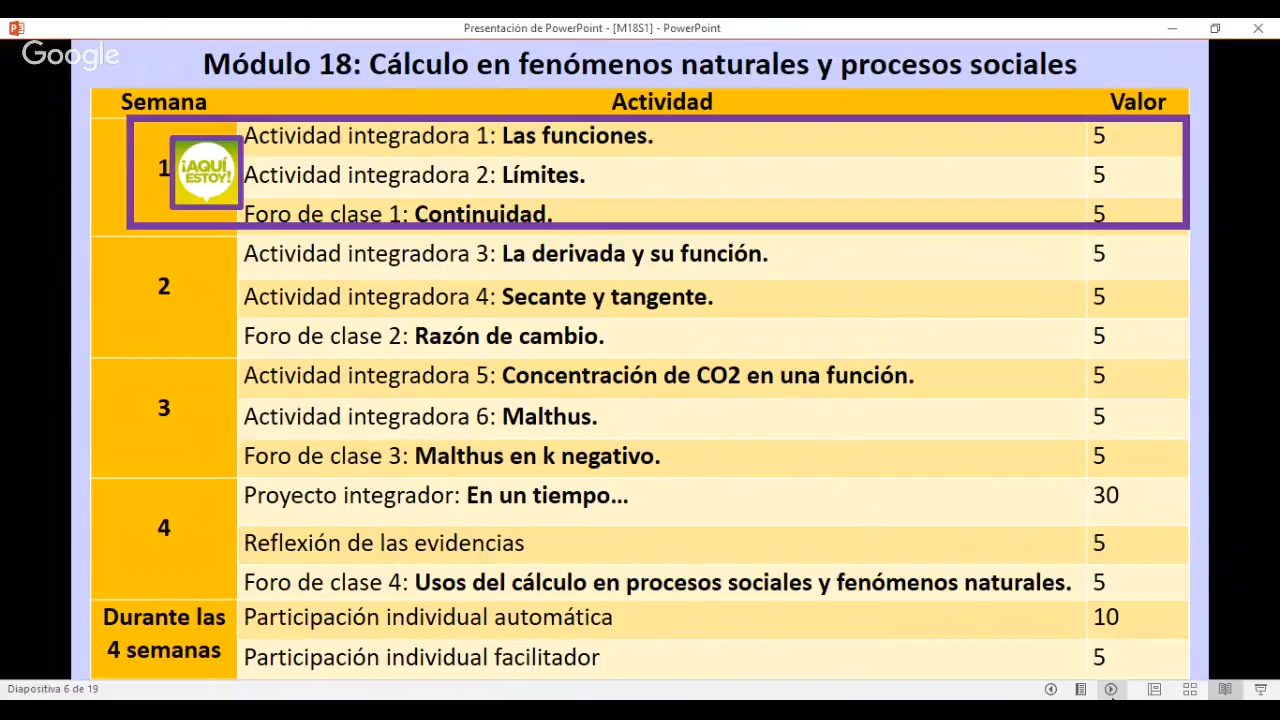 Presentación de PowerPoint - [M18S1] - PowerPoint
Google
Módulo 18: Cálculo en fenómenos naturales y procesos sociales
Semana Actividad Valor
1
¡AQUÍ
ESTOY!
Actividad integradora 1: Las funciones. 5
Actividad integradora 2: Límites. 5
Foro de clase 1: Continuidad. 5
2
Actividad integradora 3: La derivada y su función. 5
Actividad integradora 4: Secante y tangente. 5
Foro de clase 2: Razón de cambio. 5
3
Actividad integradora 5: Concentración de CO2 en una función. 5
Actividad integradora 6: Malthus. 5
Foro de clase 3: Malthus en k negativo. 5
4
Proyecto integrador: En un tiempo... 30
Reflexión de las evidencias 5
Foro de clase 4: Usos del cálculo en procesos sociales y fenómenos naturales. 5
Durante las
4 semanas
Participación individual automática 10
Participación individual facilitador 5
Diapositiva 6 de 19